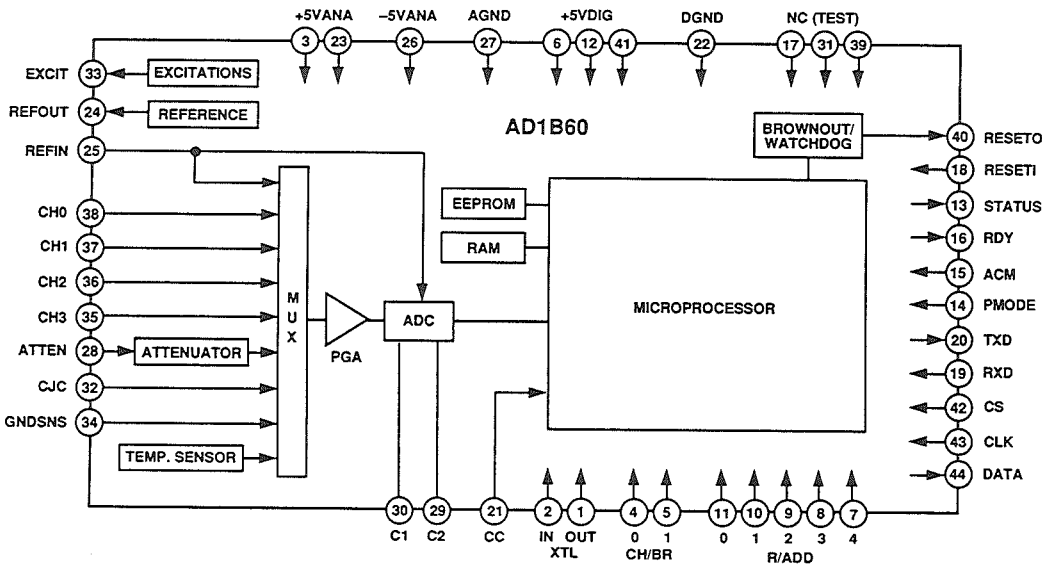 +5VANA –5VANA AGND +5VDIG DGND NC (TEST)
3 23 26 27 6 12 41 22 17 31 39
EXCIT 33 EXCITATIONS
REFOUT 24 REFERENCE
REFIN 25
AD1B60
BROWNOUT/
WATCHDOG
40 RESETO
18 RESETI
13 STATUS
16 RDY
15 ACM
14 PMODE
20 TXD
19 RXD
42 CS
43 CLK
44 DATA
CH0 38
CH1 37
CH2 36
CH3 35
ATTEN 28 ATTENUATOR
CJC 32
GNDSNS 34
TEMP. SENSOR
M
U
X
PGA
ADC
EEPROM
RAM
MICROPROCESSOR
30 29 21 2 1 4 5 11 10 9 8 7
C1 C2 CC IN OUT 0 1 0 1 2 3 4
XTL CH/BR R/ADD